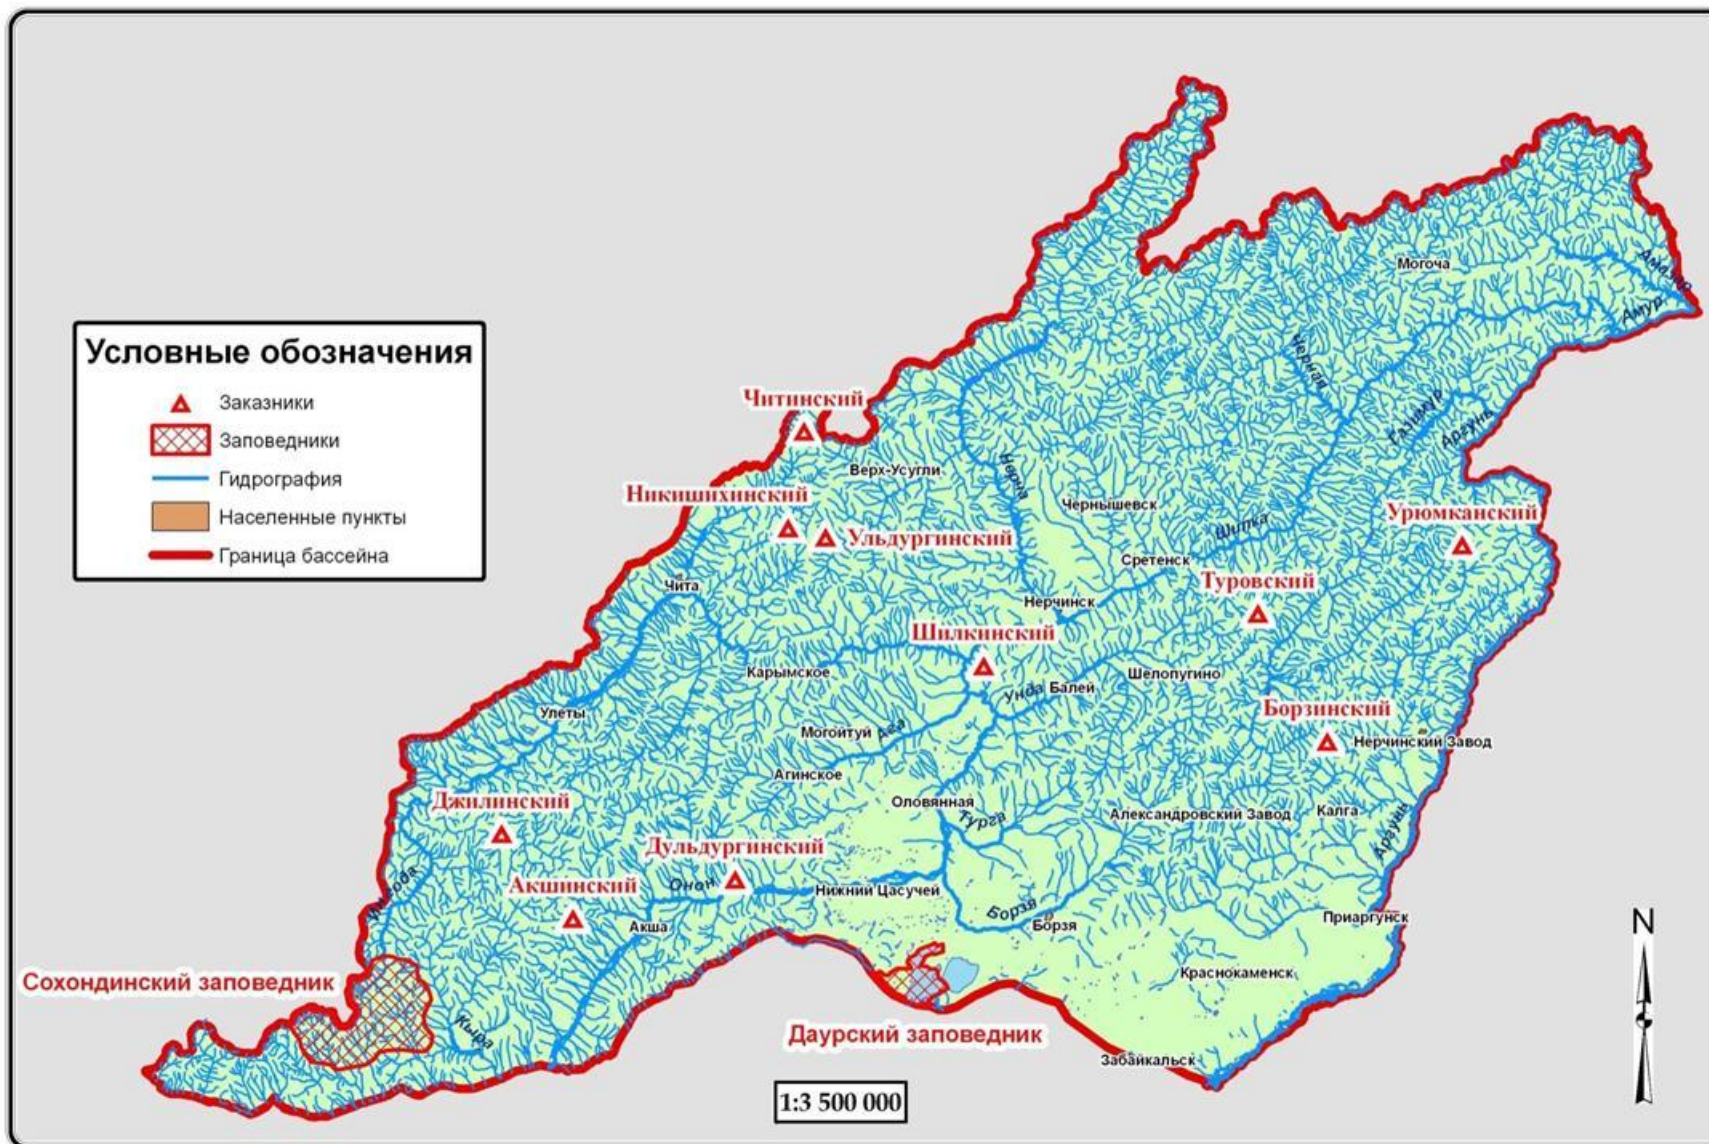 Условные обозначения
Заказники
Заповедники
Гидрография
Населенные пункты
Граница бассейна
Могоча
Амазар
Амур
Черная
Газимур
Аргунь
Читинский
Верх-Усугли
Нерча
Никишихинский
Чернышевск
Урюмканский
Ульдургинский
Шилка
Сретенск
Чита
Туровский
Нерчинск
Шилкинский
Карымское
Шелопугино
Унда
Балей
Улеты
Борзинский
Могойтуй
Ага
Нерчинский Завод
Агинское
Джилинский
Оловянная
Турга
Александровский Завод
Калга
Аргунь
Дульдургинский
Акшинский
Онон
Нижний Цасучей
Ингода
Борзя
Борзя
Акша
Приаргунск
N
Сохондинский заповедник
Краснокаменск
Кыра
Даурский заповедник
Забайкальск
1:3 500 000